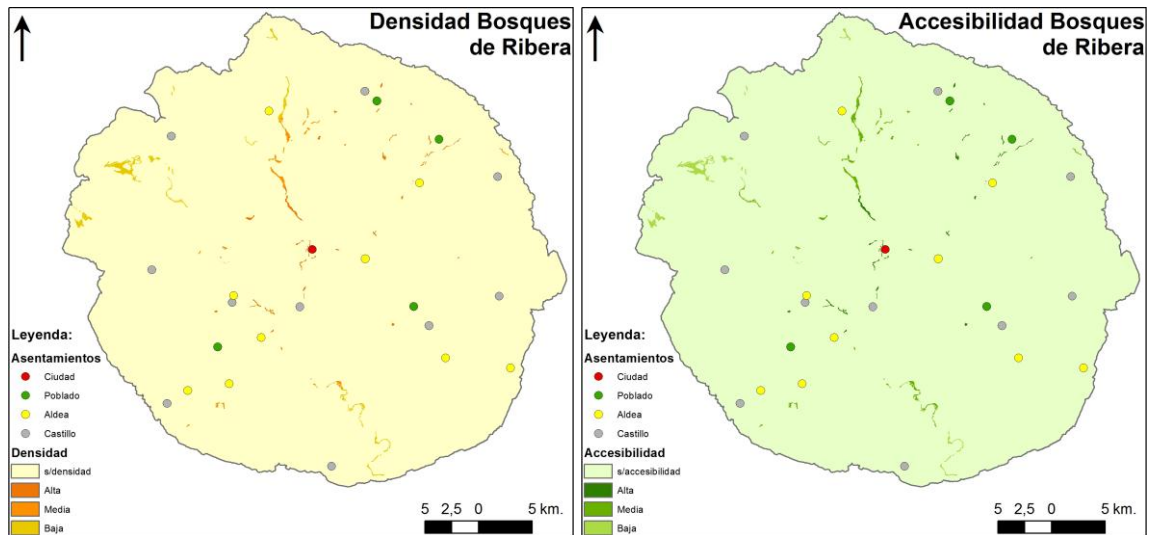 Densidad Bosques
de Ribera
Leyenda:
Asentamientos
Ciudad
Poblado
Aldea
Castillo
Densidad
s/densidad
Alta
Media
Baja
5 2,5 0 5 km.
Accesibilidad Bosques
de Ribera
Leyenda:
Asentamientos
Ciudad
Poblado
Aldea
Castillo
Accesibilidad
s/accesibilidad
Alta
Media
Baja
5 2,5 0 5 km.